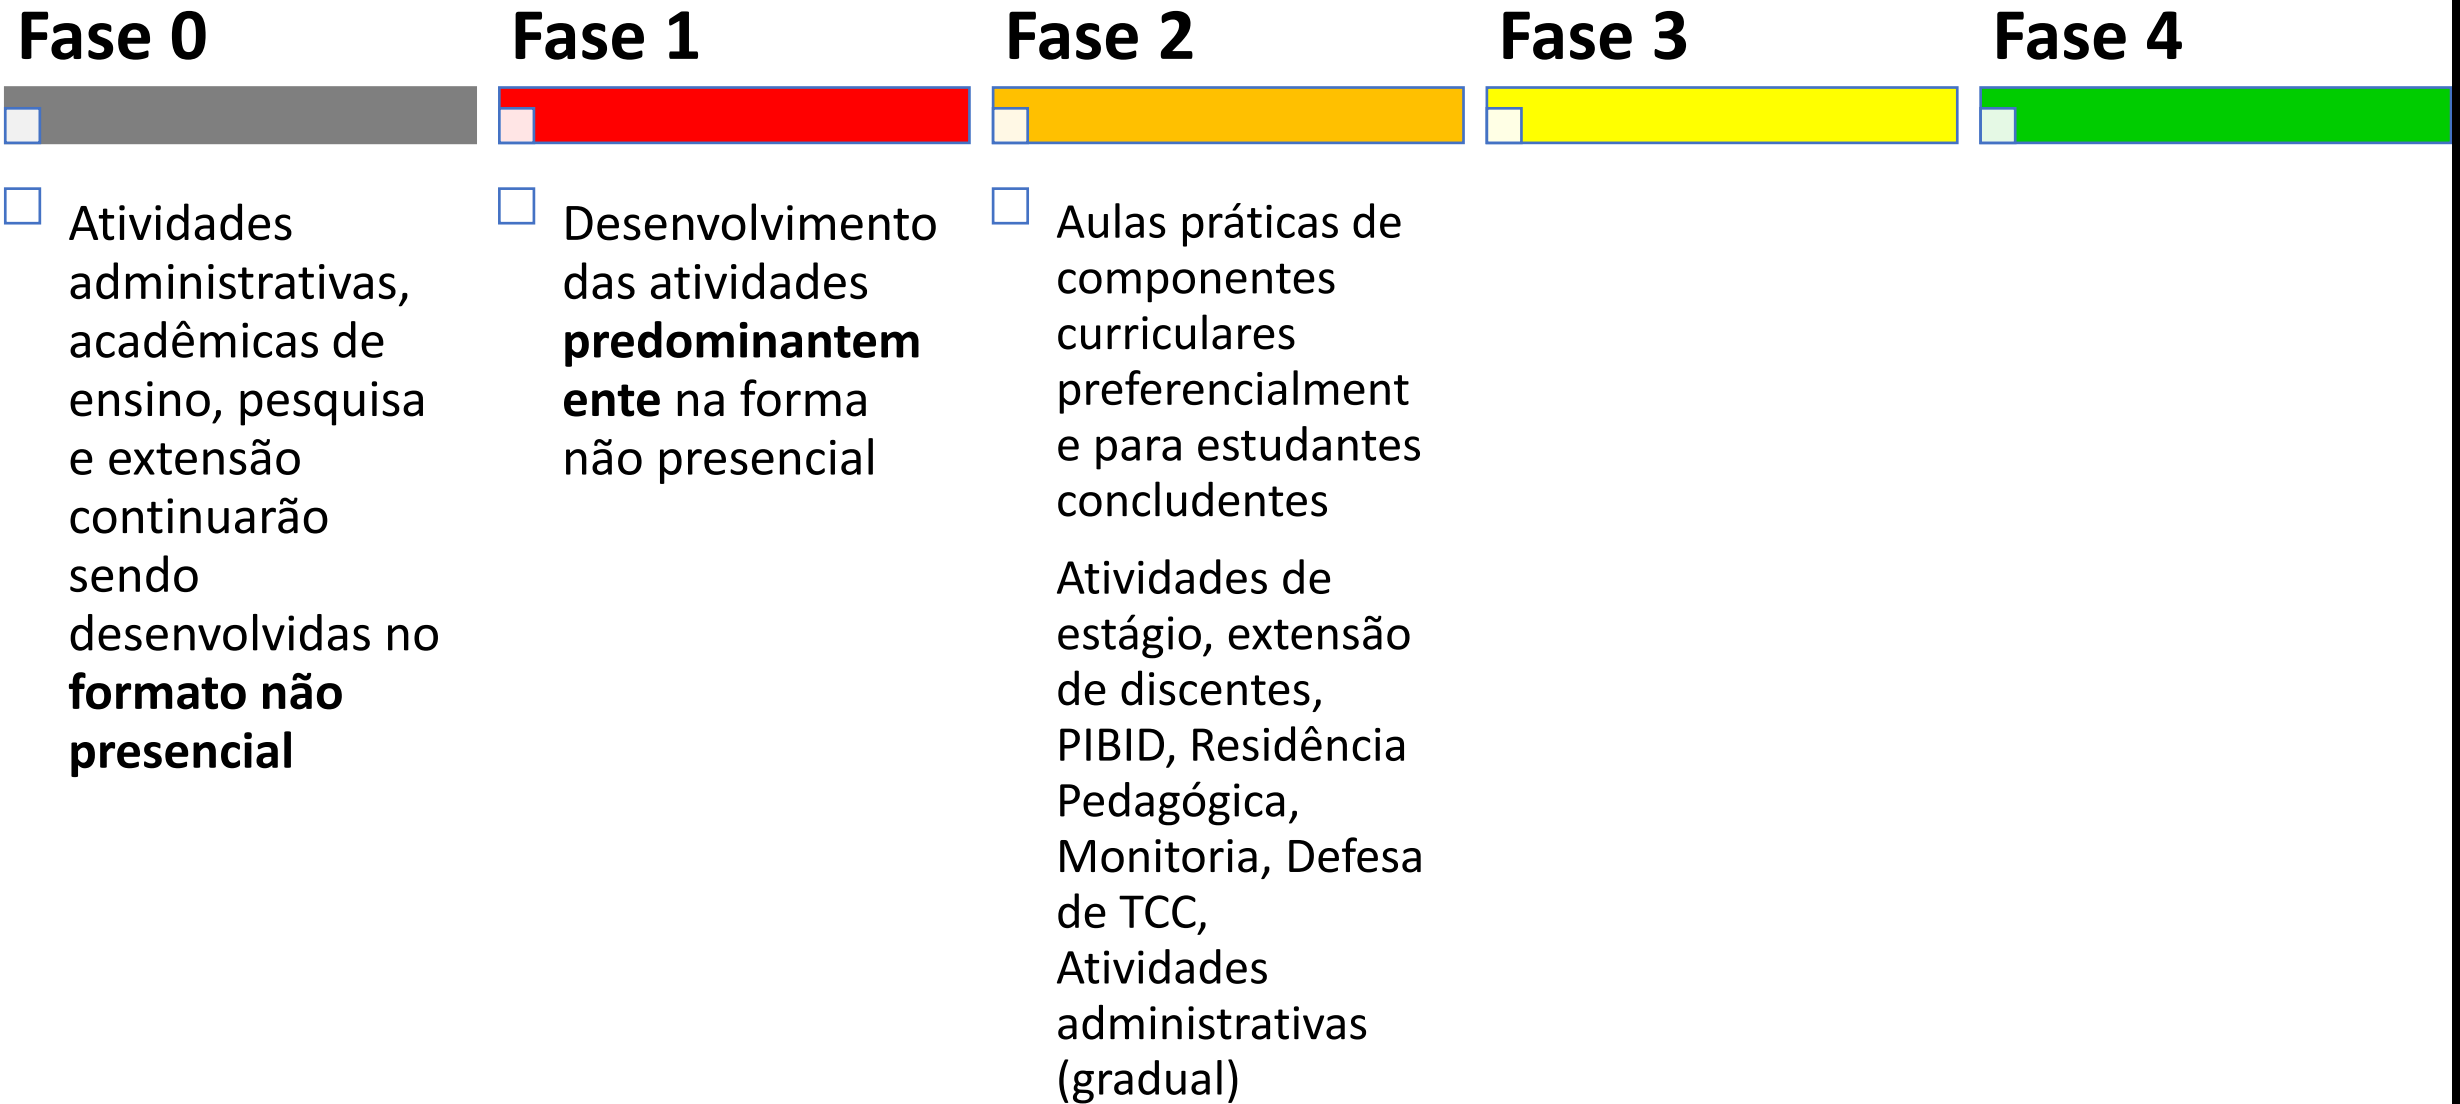 Fase 0
Fase 1
Fase 2
Fase 3
Fase 4
Atividades
administrativas,
acadêmicas de
ensino, pesquisa
e extensão
continuarão
sendo
desenvolvidas no
formato não
presencial
Desenvolvimento
das atividades
predominantem
ente na forma
não presencial
Aulas práticas de
componentes
curriculares
preferencialment
e para estudantes
concludentes
Atividades de
estágio, extensão
de discentes,
PIBID, Residência
Pedagógica,
Monitoria, Defesa
de TCC,
Atividades
administrativas
(gradual)